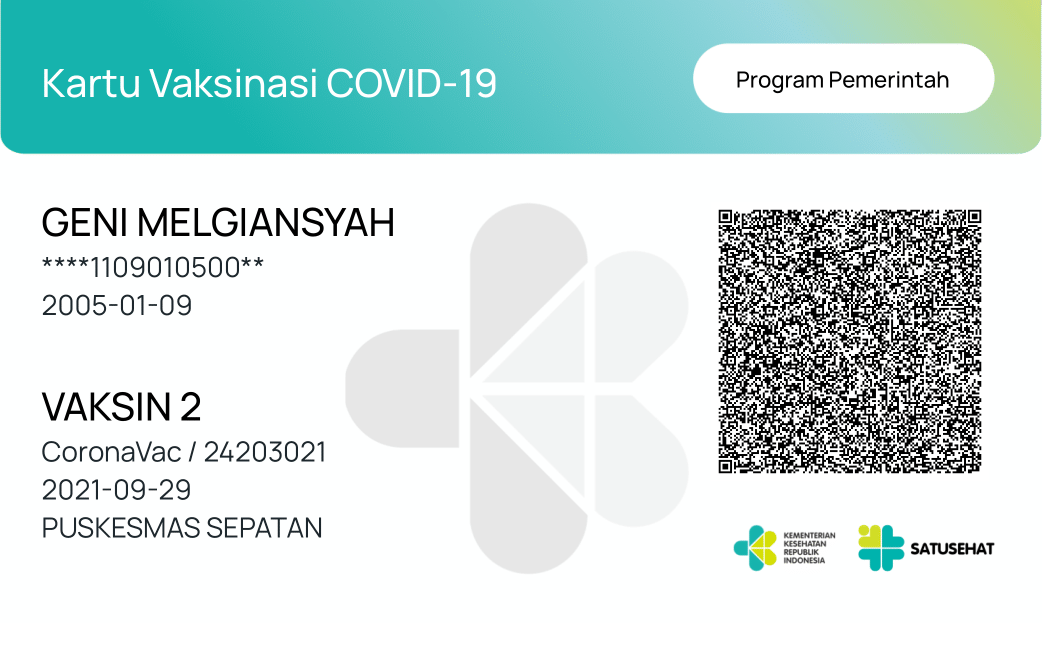 Kartu Vaksinasi COVID-19
Program Pemerintah
GENI MELGIANSYAH
****1109010500**
2005-01-09
VAKSIN 2
CoronaVac / 24203021
2021-09-29
PUSKESMAS SEPATAN
KEMENTERIAN
KESEHATAN
REPUBLIK
INDONESIA
SATUSEHAT